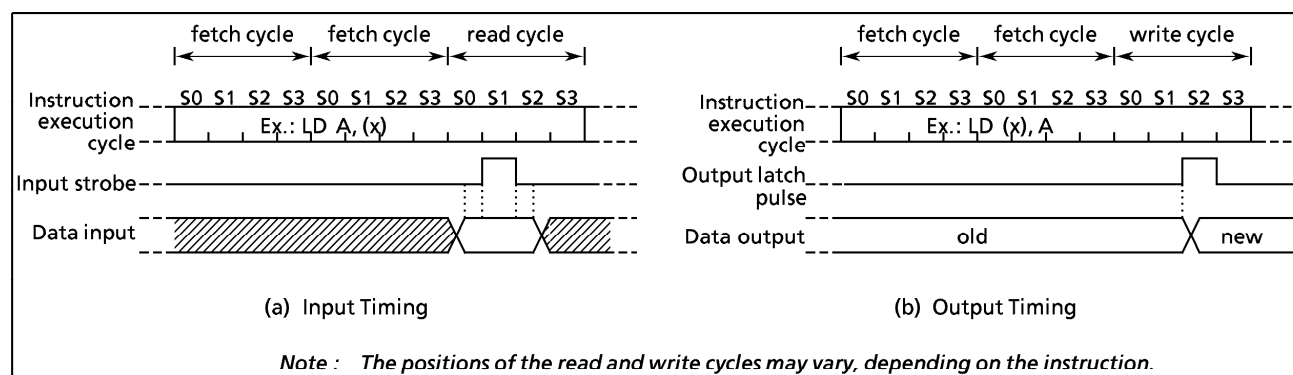 fetch cycle fetch cycle read cycle
S0 S1 S2 S3 S0 S1 S2 S3 S0 S1 S2 S3
Instruction
execution
cycle
Ex.: LD A, (x)
Input strobe
Data input
(a) Input Timing
fetch cycle fetch cycle write cycle
S0 S1 S2 S3 S0 S1 S2 S3 S0 S1 S2 S3
Instruction
execution
cycle
Ex.: LD (x), A
Output latch
pulse
Data output
old
new
(b) Output Timing
Note : The positions of the read and write cycles may vary, depending on the instruction.